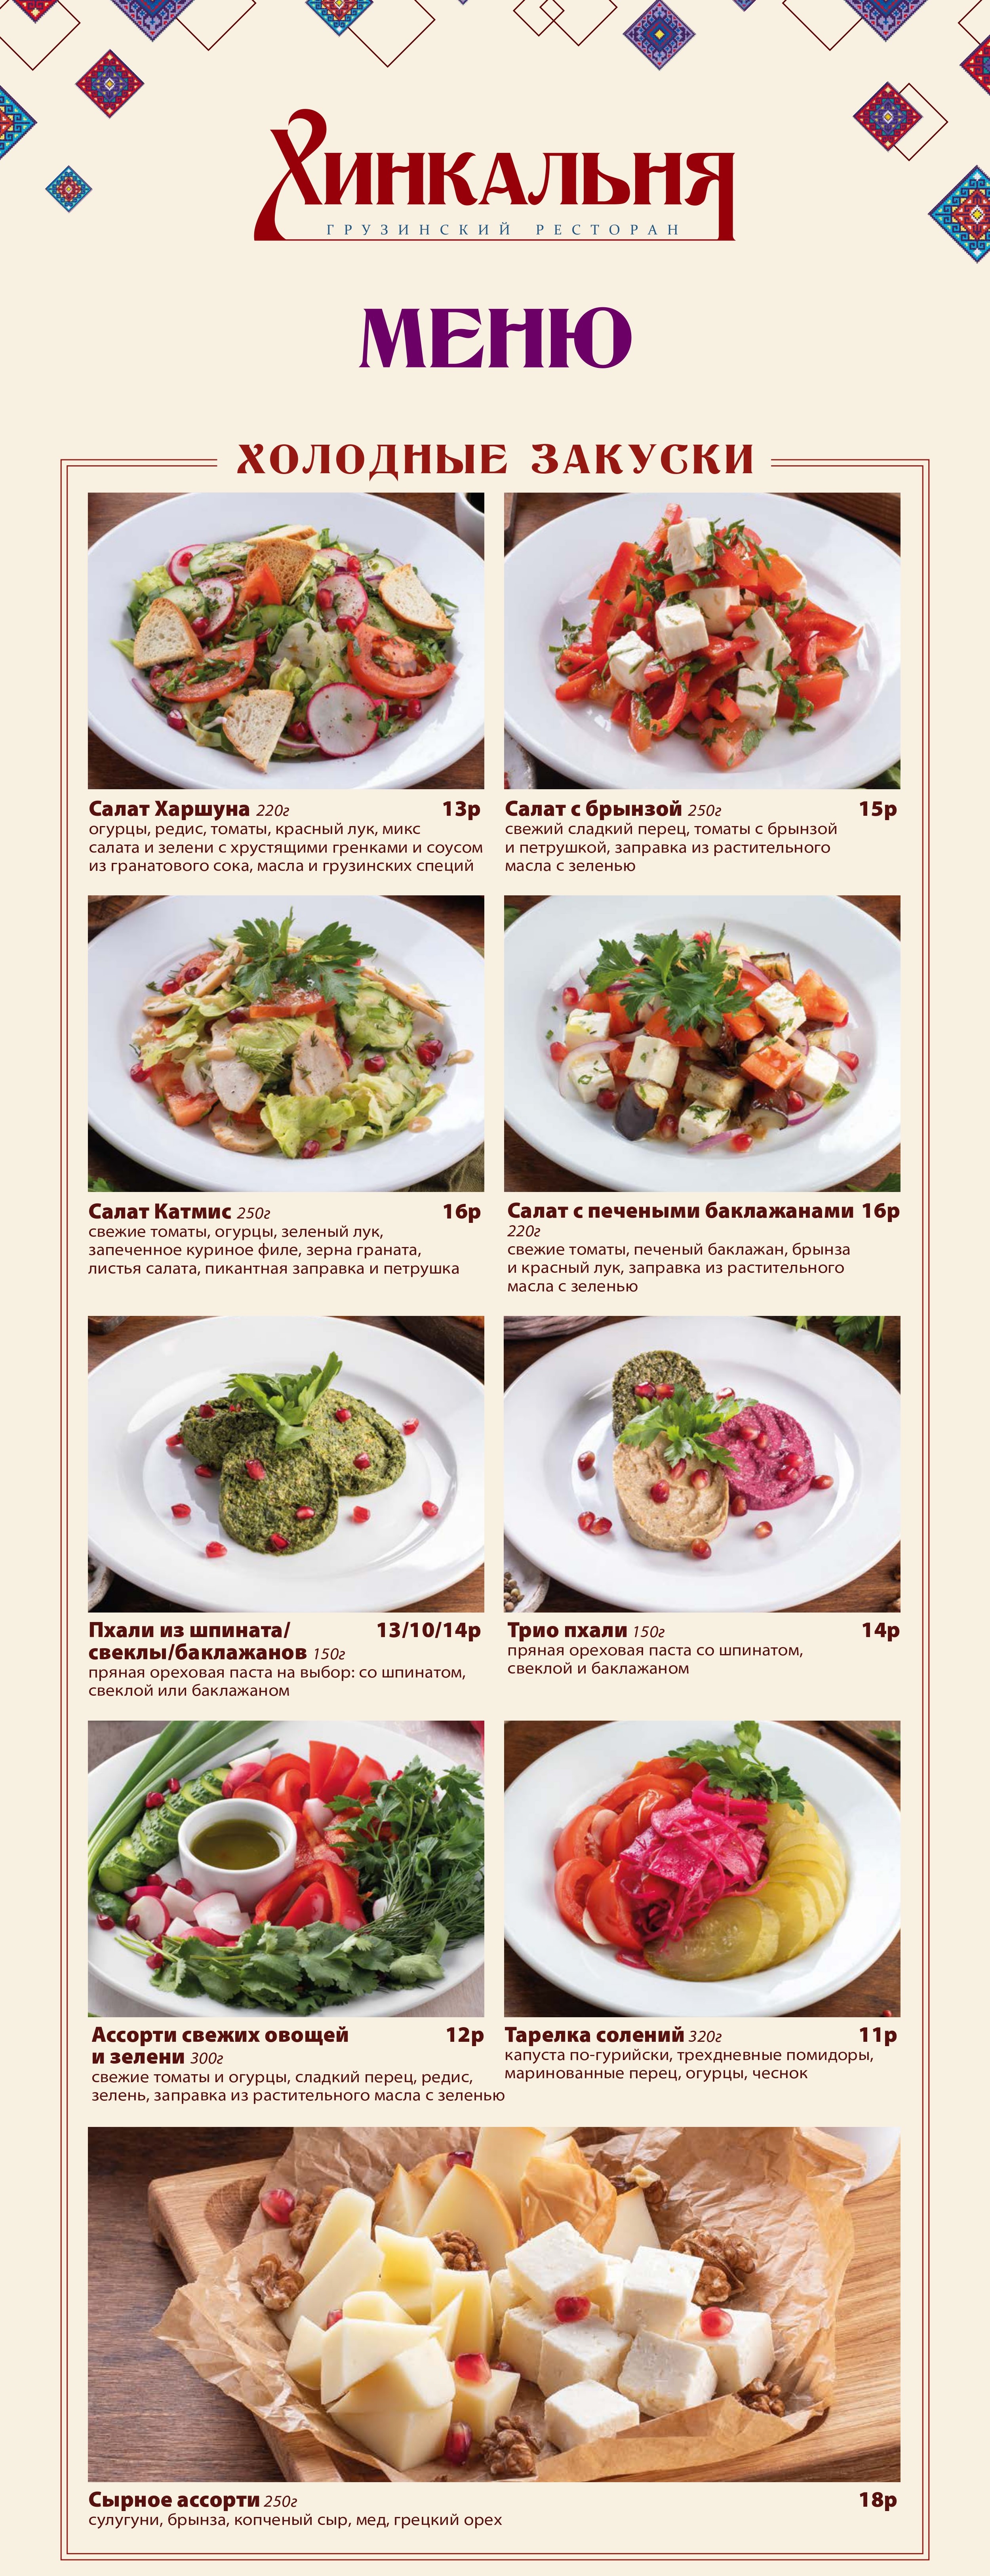 Хинкальня
ГРУЗИНСКИЙ РЕСТОРАН
МЕНЮ
ХОЛОДНЫЕ ЗАКУСКИ
Салат Харшуна 220г 13р
огурцы, редис, томаты, красный лук, микс
салата и зелени с хрустящими гренками и соусом
из гранатового сока, масла и грузинских специй
Салат с брынзой 250г 15р
свежий сладкий перец, томаты с брынзой
и петрушкой, заправка из растительного
масла с зеленью
Салат Катмис 250г 16р
свежие томаты, огурцы, зеленый лук,
запеченное куриное филе, зерна граната,
листья салата, пикантная заправка и петрушка
Салат с печеными баклажанами 16р
220г
свежие томаты, печеный баклажан, брынза
и красный лук, заправка из растительного
масла с зеленью
Пхали из шпината/ 13/10/14р
свеклы/баклажанов 150г
пряная ореховая паста на выбор: со шпинатом,
свеклой или баклажаном
Трио пхали 150г 14р
пряная ореховая паста со шпинатом,
свеклой и баклажаном
Ассорти свежих овощей 12р
и зелени 300г
свежие томаты и огурцы, сладкий перец, редис,
зелень, заправка из растительного масла с зеленью
Тарелка солений 320г 11р
капуста по-гурийски, трехдневные помидоры,
маринованные перец, огурцы, чеснок
Сырное ассорти 250г 18р
сулугуни, брынза, копченый сыр, мед, грецкий орех